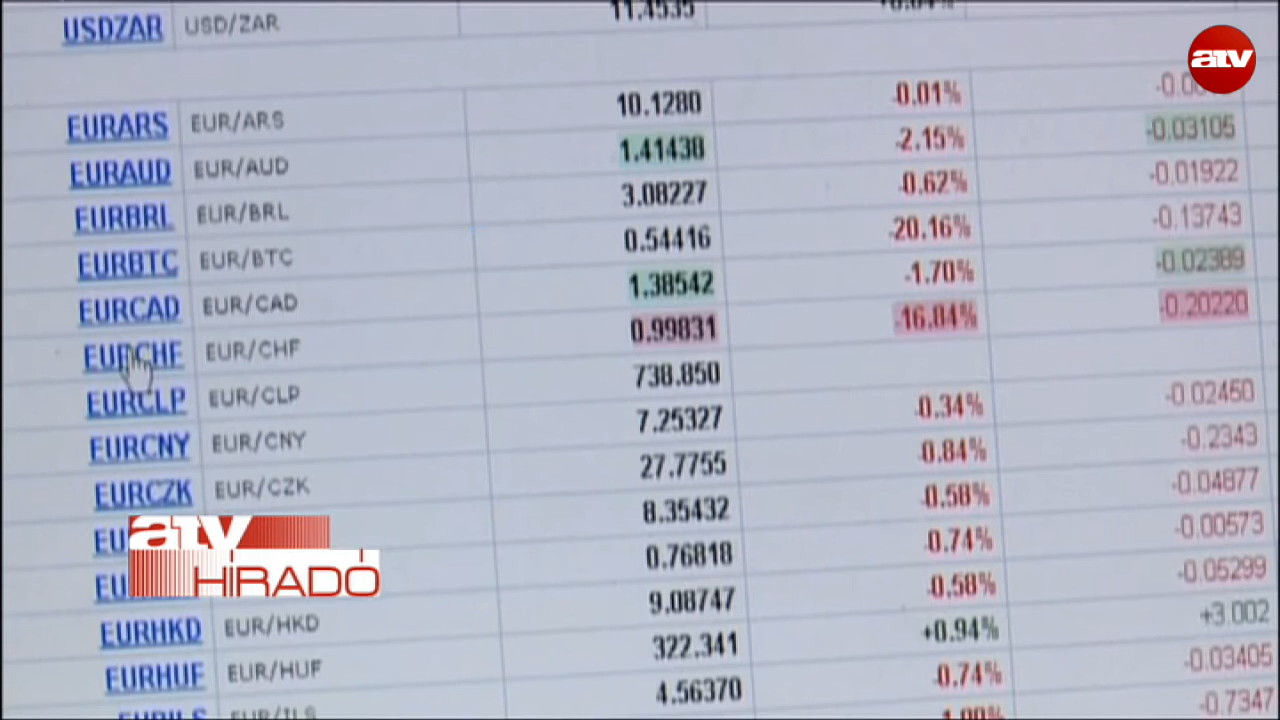 atv
USDZAR USD/ZAR 11.4535
EURARS EUR/ARS 10.1280 -0.01%
EURAUD EUR/AUD 1.41438 -2.15% -0.03105
EURBRL EUR/BRL 3.08227 -0.62% -0.01922
EURBTC EUR/BTC 0.54416 -20.16% -0.13743
EURCAD EUR/CAD 1.38542 -1.70% -0.02389
EURCHF EUR/CHF 0.99831 -16.84% -0.20220
EURCLP EUR/CLP 738.850
EURCNY EUR/CNY 7.25327 -0.34% -0.02450
EURCZK EUR/CZK 27.7755 -0.84% -0.2343
8.35432 -0.58% -0.04877
0.76818 -0.74% -0.00573
EURHKD EUR/HKD 9.08747 -0.58% -0.05299
EURHUF EUR/HUF 322.341 +0.94% +3.002
EURILS EUR/ILS 4.56370 -0.74% -0.03405
-0.7347
atv
HÍRADÓ